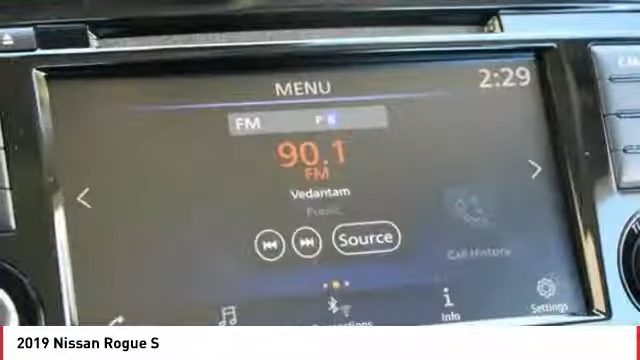 MENU
2:29
FM
90.1
FM
Vedantam
Public
Source
Call History
Info
Settings
2019 Nissan Rogue S